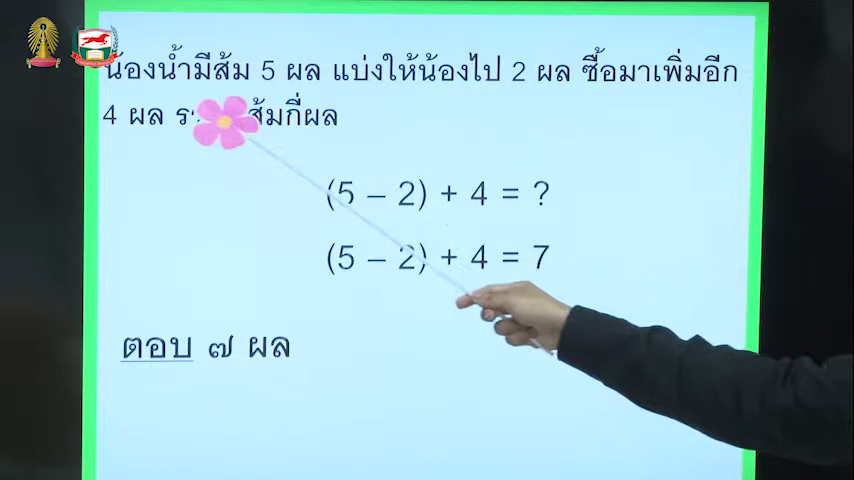 น้องน้ำมีส้ม 5 ผล แบ่งให้น้องไป 2 ผล ซื้อมาเพิ่มอีก
4 ผล ส้มกี่ผล
(5 – 2) + 4 = ?
(5 – 2) + 4 = 7
ตอบ ๗ ผล